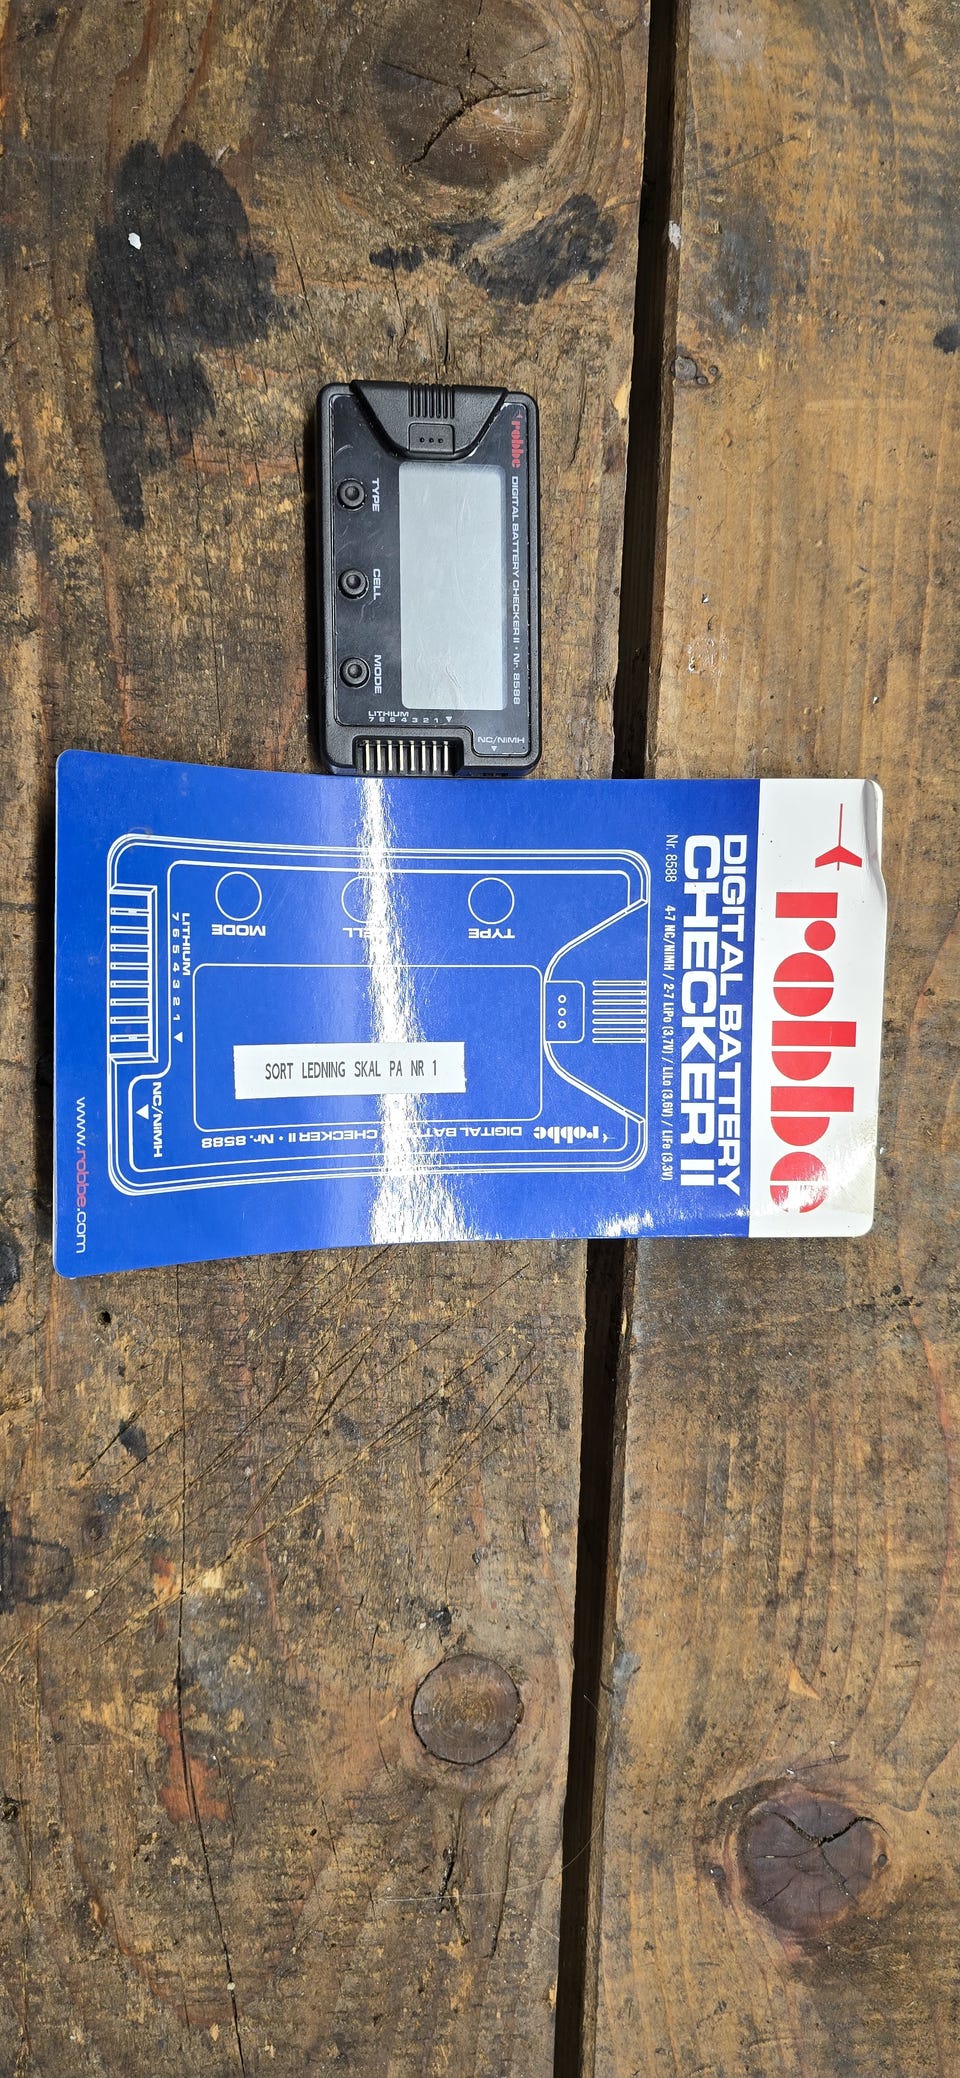 robbe DIGITAL BATTERY CHECKER II • Nr. 8588
TYPE
CELL
MODE
LITHIUM
7 6 5 4 3 2 1
NC/NiMH
robbe
DIGITAL BATTERY
CHECKER II
Nr. 8588 4-7 NC/NiMH / 2-7 LiPo (3,7V) / LiLo (3,6V) / LiFe (3,3V)
TYPE
MODE
LITHIUM
7 6 5 4 3 2 1
NC/NiMH
robbe DIGITAL CHECKER II • Nr. 8588
SORT LEDNING SKAL PA NR 1
www.robbe.com